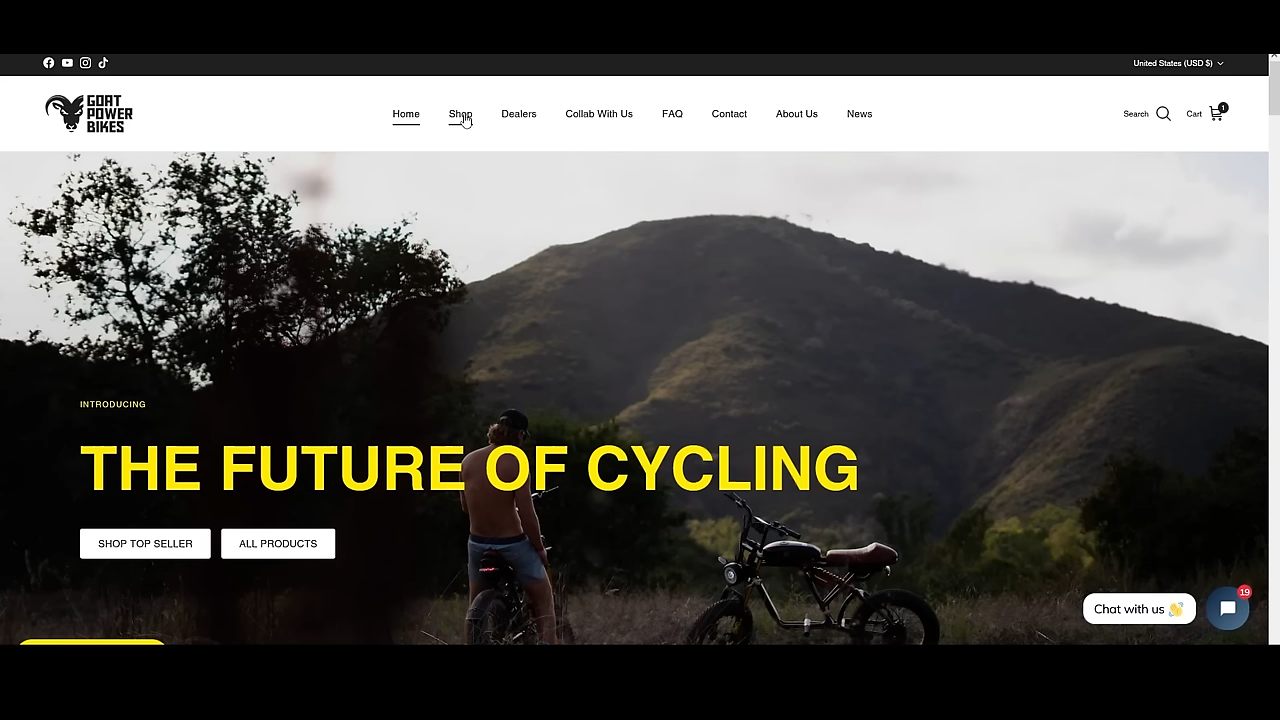 United States (USD $)
GOAT
POWER
BIKES
Home
Shop
Dealers
Collab With Us
FAQ
Contact
About Us
News
Search
Cart
1
INTRODUCING
THE FUTURE OF CYCLING
SHOP TOP SELLER
ALL PRODUCTS
Chat with us 👋
19